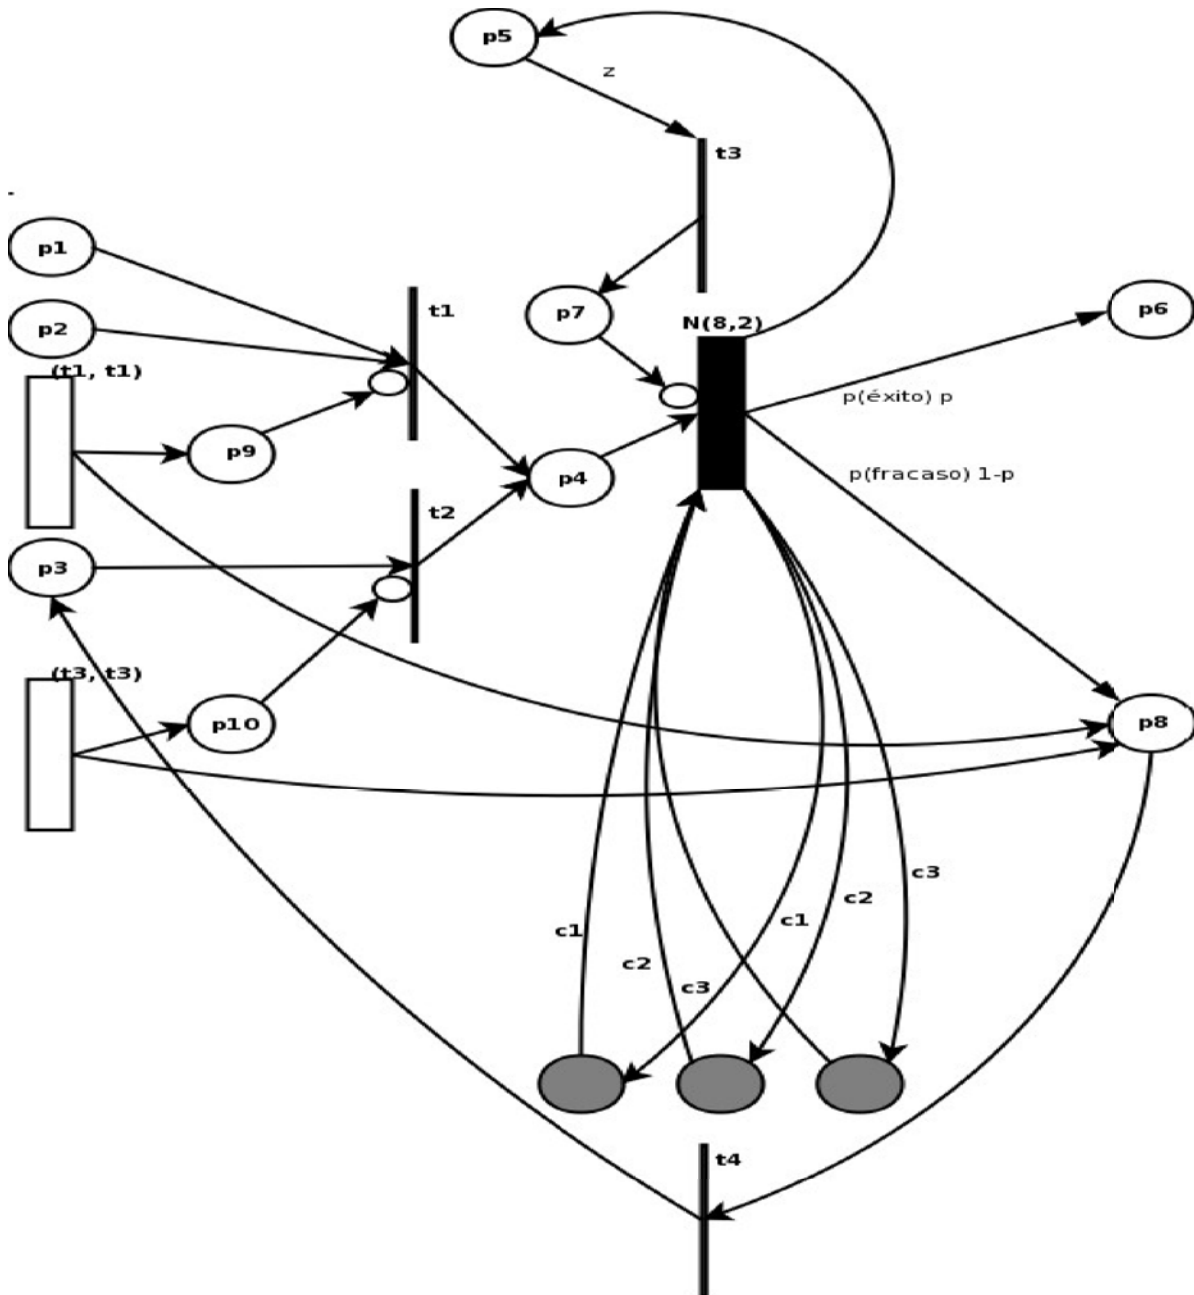 p5
z
t3
p1
p7
t1
p2
N(8,2)
p6
(t1, t1)
p(éxito) p
p9
p4
p(fracaso) 1-p
t2
p3
(t3, t3)
p10
p8
c3
c2
c1
c1
c2
c3
t4